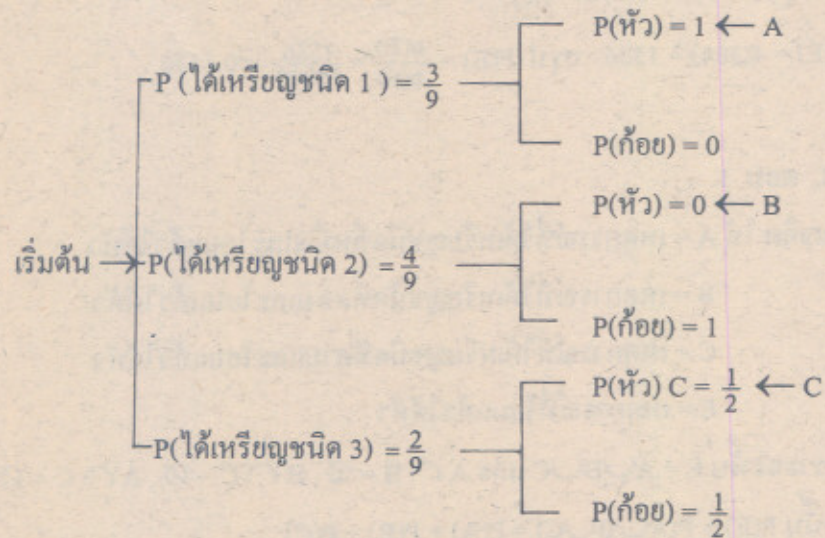 P(หัว) = 1 ← A
P (ได้เหรียญชนิด 1 ) = 3/9
P(ก้อย) = 0
P(หัว) = 0 ← B
เริ่มต้น → P(ได้เหรียญชนิด 2) = 4/9
P(ก้อย) = 1
P(หัว) C = 1/2 ← C
P(ได้เหรียญชนิด 3) = 2/9
P(ก้อย) = 1/2